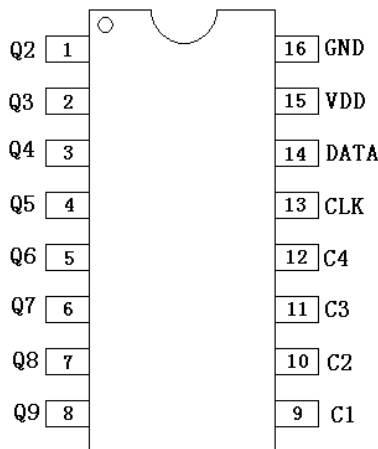 Q2 1 16 GND
Q3 2 15 VDD
Q4 3 14 DATA
Q5 4 13 CLK
Q6 5 12 C4
Q7 6 11 C3
Q8 7 10 C2
Q9 8 9 C1